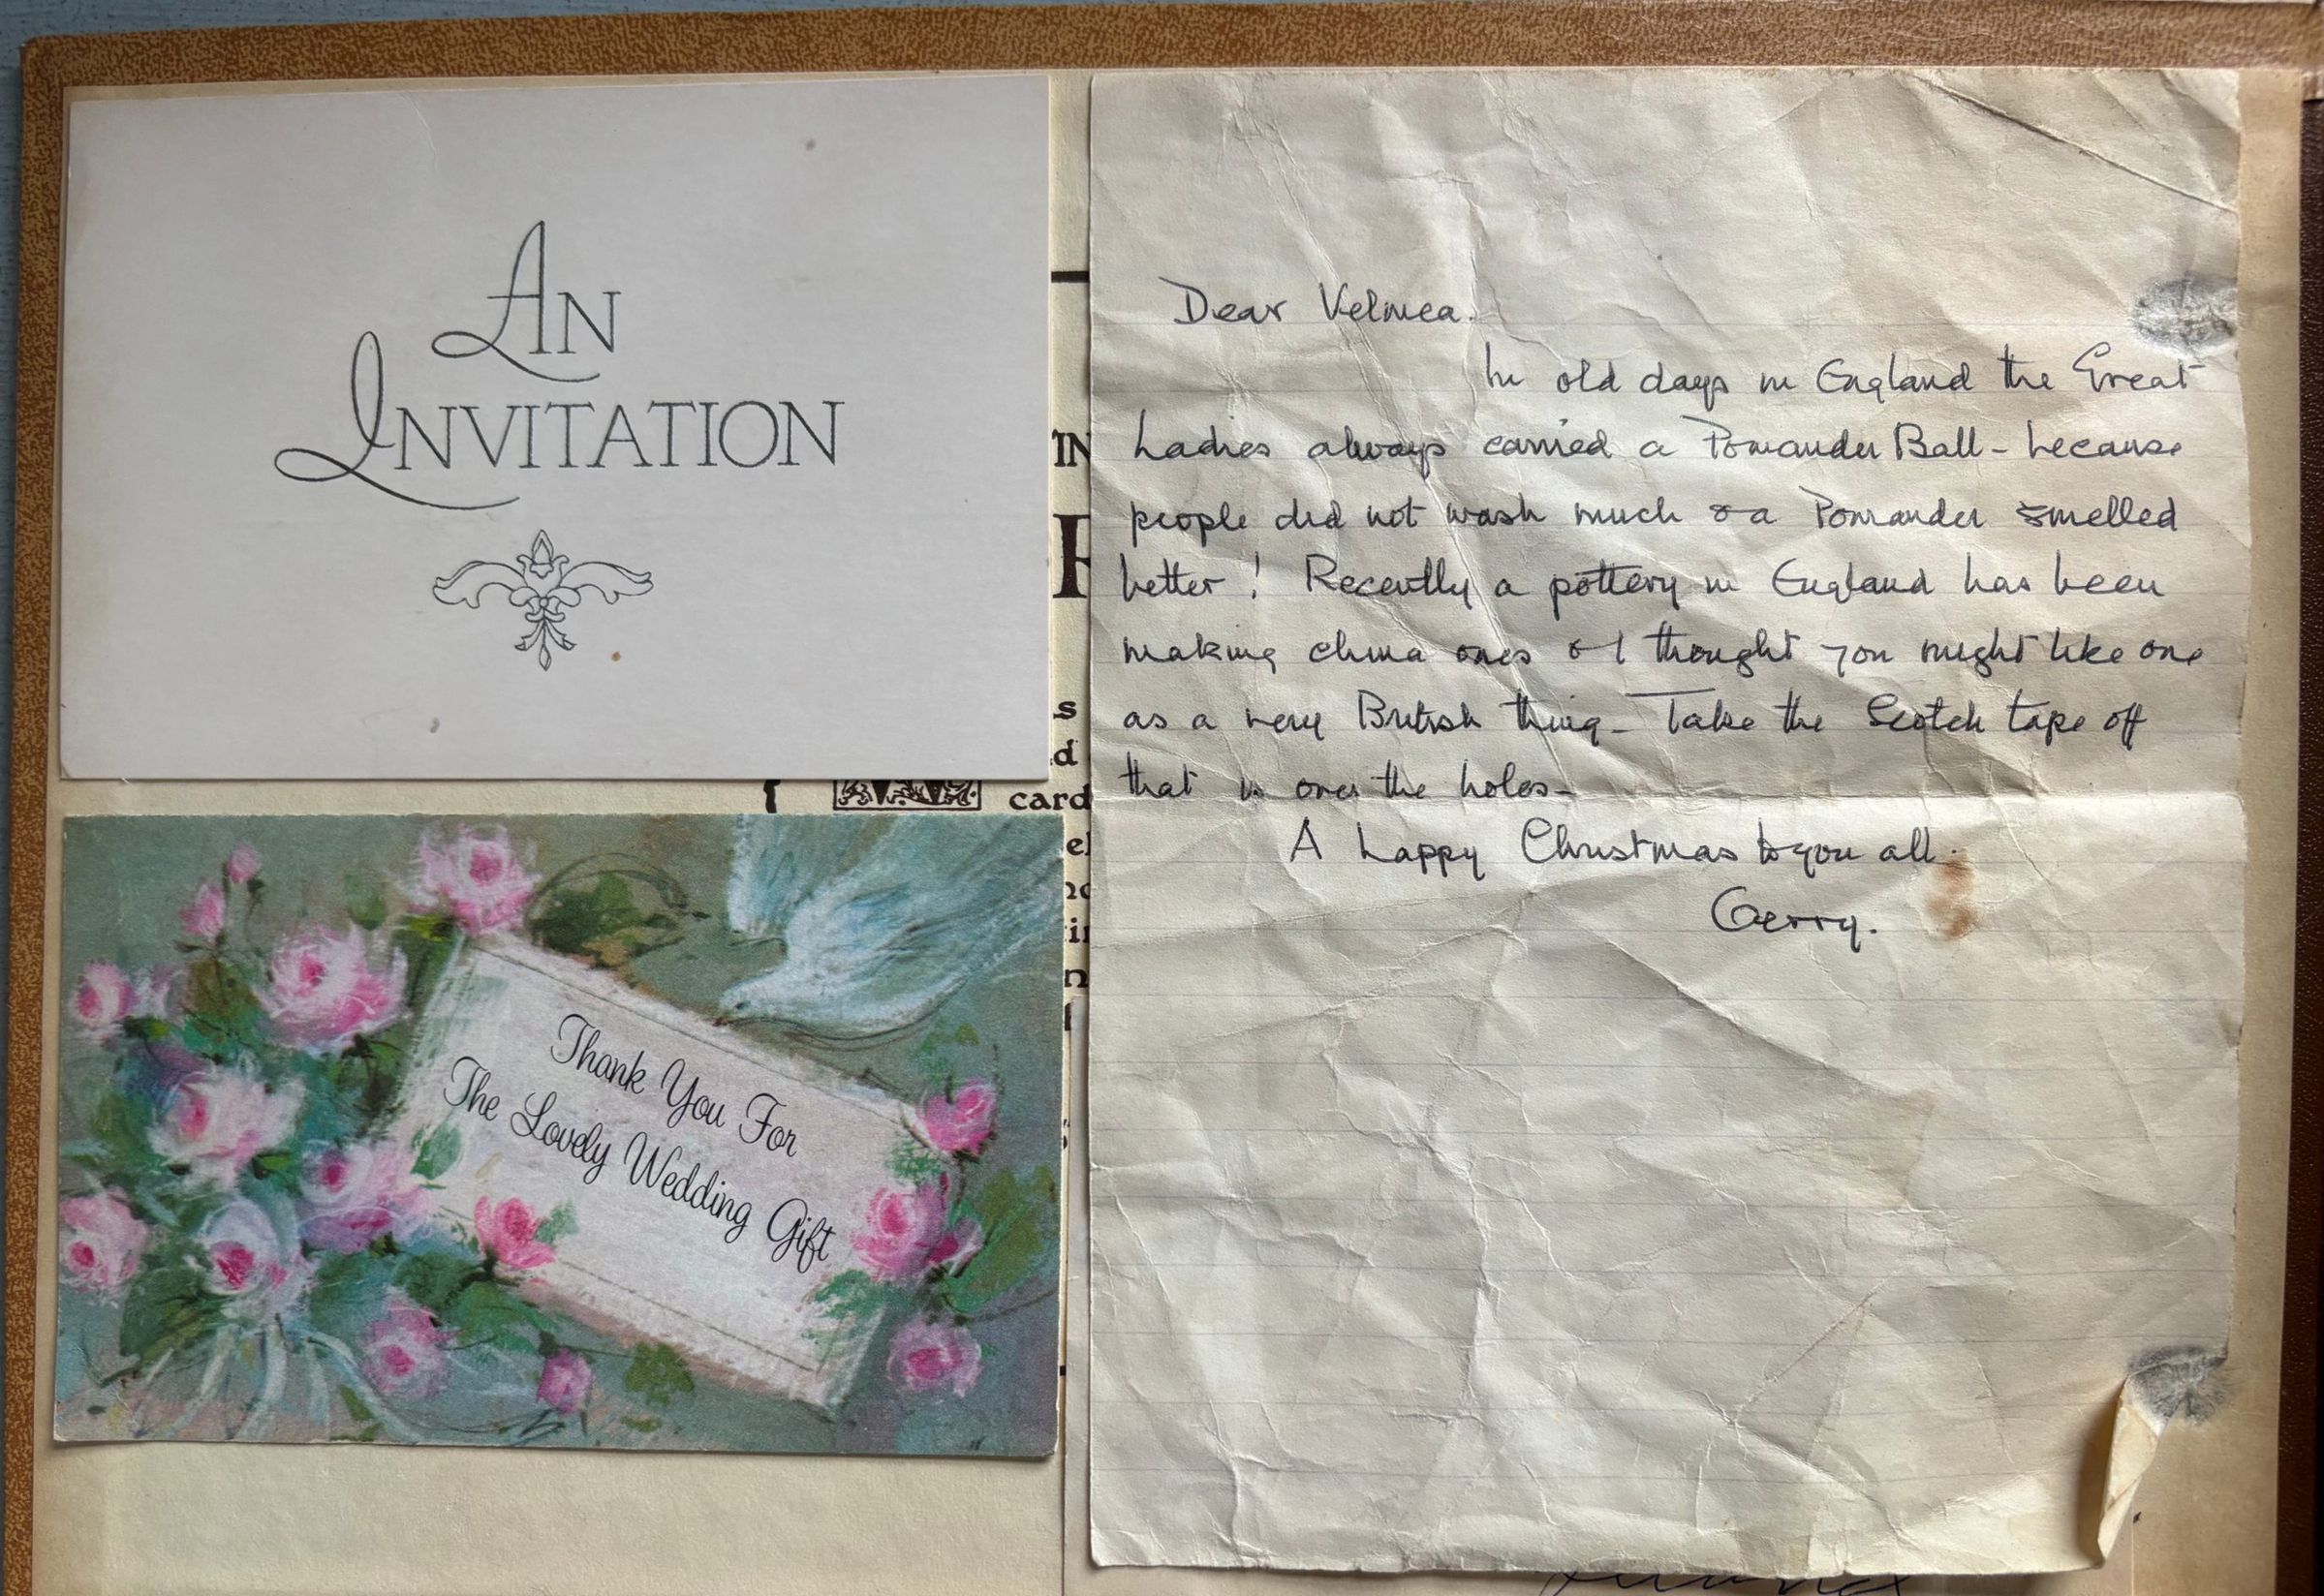 An
Invitation
Thank You For
The Lovely Wedding Gift
Dear Velmea.
In old days in England the Great
Ladies always carried a Pomander Ball - because
people did not wash much & a Pomander smelled
better! Recently a pottery in England has been
making china ones & I thought you might like one
as a very British thing - Take the Scotch tape off
that is over the holes -
A happy Christmas to you all.
Gerry.
card